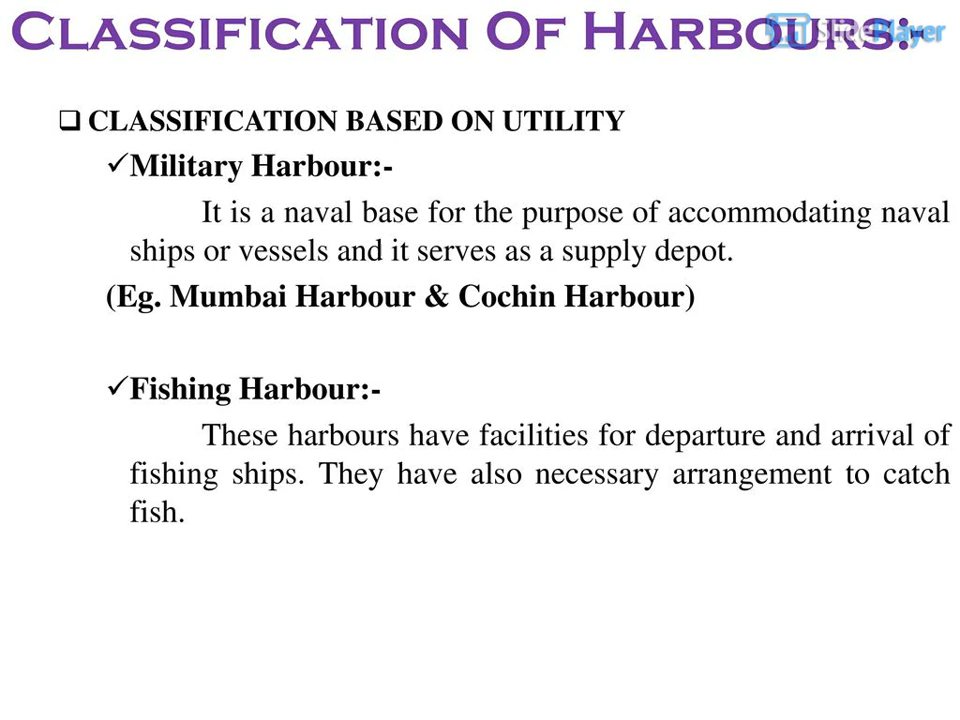 Classification Of Harbours:-
SlidePlayer
CLASSIFICATION BASED ON UTILITY
Military Harbour:-
It is a naval base for the purpose of accommodating naval
ships or vessels and it serves as a supply depot.
(Eg. Mumbai Harbour & Cochin Harbour)
Fishing Harbour:-
These harbours have facilities for departure and arrival of
fishing ships. They have also necessary arrangement to catch
fish.